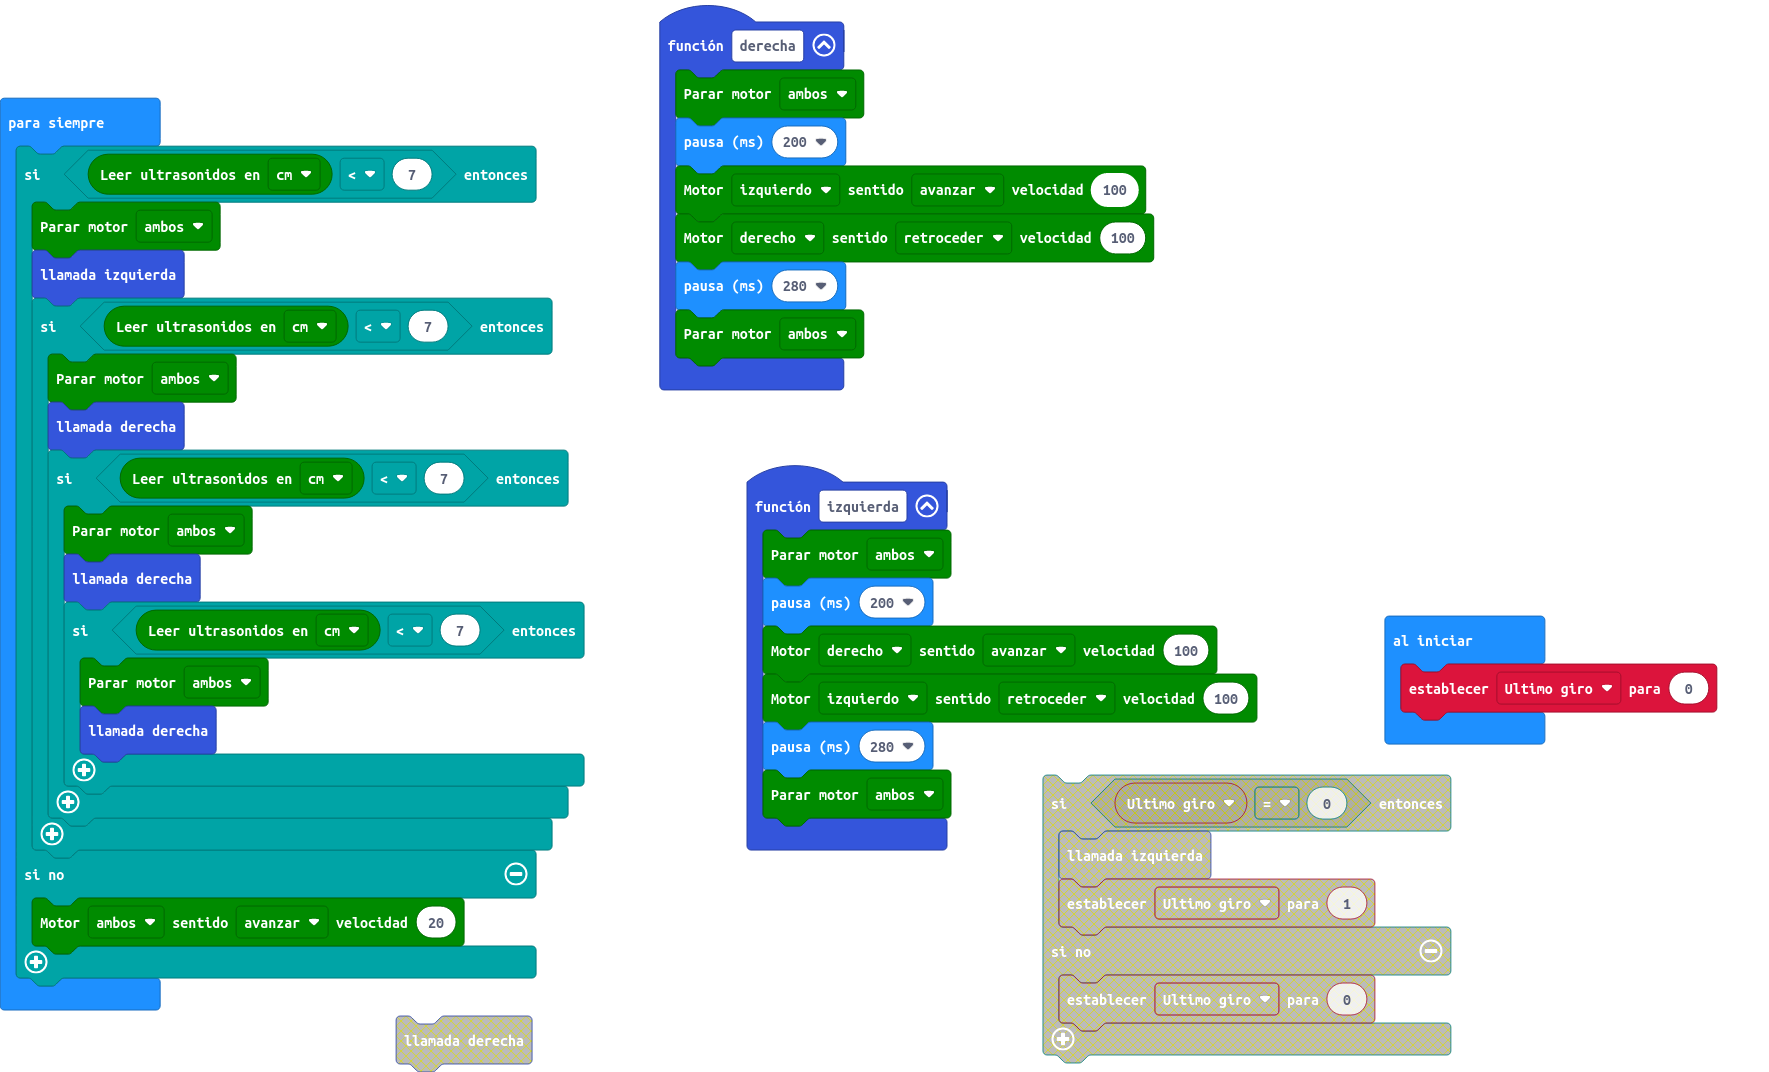 para siempre
si Leer ultrasonidos en cm < 7 entonces
Parar motor ambos
llamada izquierda
si Leer ultrasonidos en cm < 7 entonces
Parar motor ambos
llamada derecha
si Leer ultrasonidos en cm < 7 entonces
Parar motor ambos
llamada derecha
si Leer ultrasonidos en cm < 7 entonces
Parar motor ambos
llamada derecha
si no
Motor ambos sentido avanzar velocidad 20
llamada derecha
función derecha
Parar motor ambos
pausa (ms) 200
Motor izquierdo sentido avanzar velocidad 100
Motor derecho sentido retroceder velocidad 100
pausa (ms) 280
Parar motor ambos
función izquierda
Parar motor ambos
pausa (ms) 200
Motor derecho sentido avanzar velocidad 100
Motor izquierdo sentido retroceder velocidad 100
pausa (ms) 280
Parar motor ambos
al iniciar
establecer Ultimo giro para 0
si Ultimo giro = 0 entonces
llamada izquierda
establecer Ultimo giro para 1
si no
establecer Ultimo giro para 0